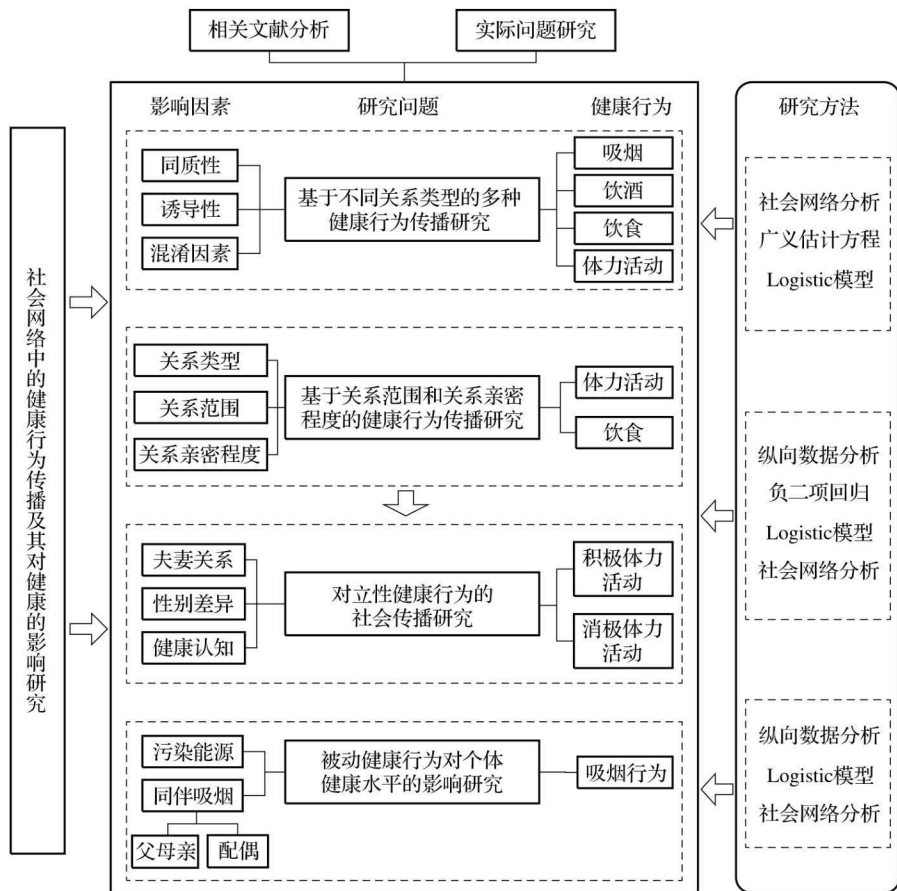 相关文献分析
实际问题研究
社会网络中的健康行为传播及其对健康的影响研究
影响因素
研究问题
健康行为
同质性
诱导性
混淆因素
基于不同关系类型的多种
健康行为传播研究
吸烟
饮酒
饮食
体力活动
关系类型
关系范围
关系亲密程度
基于关系范围和关系亲密
程度的健康行为传播研究
体力活动
饮食
夫妻关系
性别差异
健康认知
对立性健康行为的
社会传播研究
积极体力
活动
消极体力
活动
污染能源
同伴吸烟
父母亲
配偶
被动健康行为对个体
健康水平的影响研究
吸烟行为
研究方法
社会网络分析
广义估计方程
Logistic模型
纵向数据分析
负二项回归
Logistic模型
社会网络分析
纵向数据分析
Logistic模型
社会网络分析